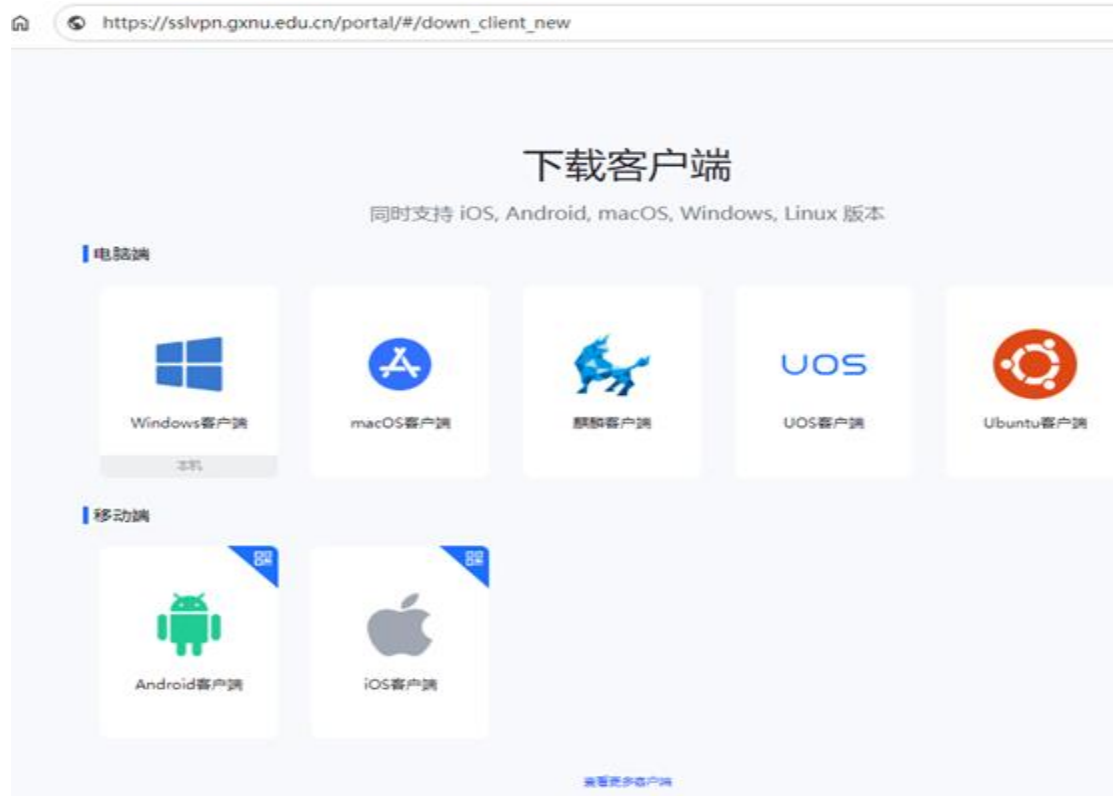 https://sslvpn.gxnu.edu.cn/portal/#/down_client_new
下载客户端
同时支持 iOS, Android, macOS, Windows, Linux 版本
电脑端
Windows客户端
macOS客户端
麒麟客户端
UOS
UOS客户端
Ubuntu客户端
本机
移动端
Android客户端
iOS客户端
查看更多客户端